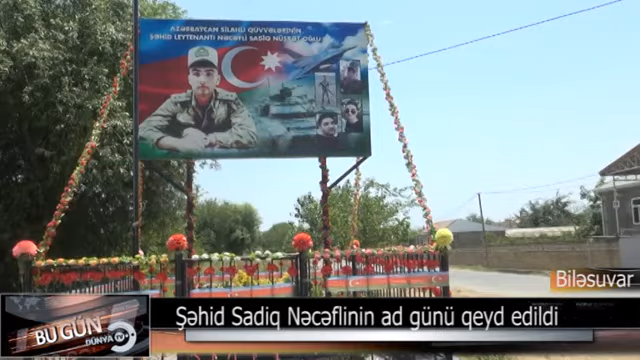 AZƏRBAYCAN SİLAHLI QÜVVƏLƏRİNİN
ŞƏHİD LEYTENANTI NƏCƏFLİ SADİQ NÜSRƏT OĞLU
Biləsuvar
Şəhid Sadiq Nəcəflinin ad günü qeyd edildi
BU GÜN
DÜNYA TV